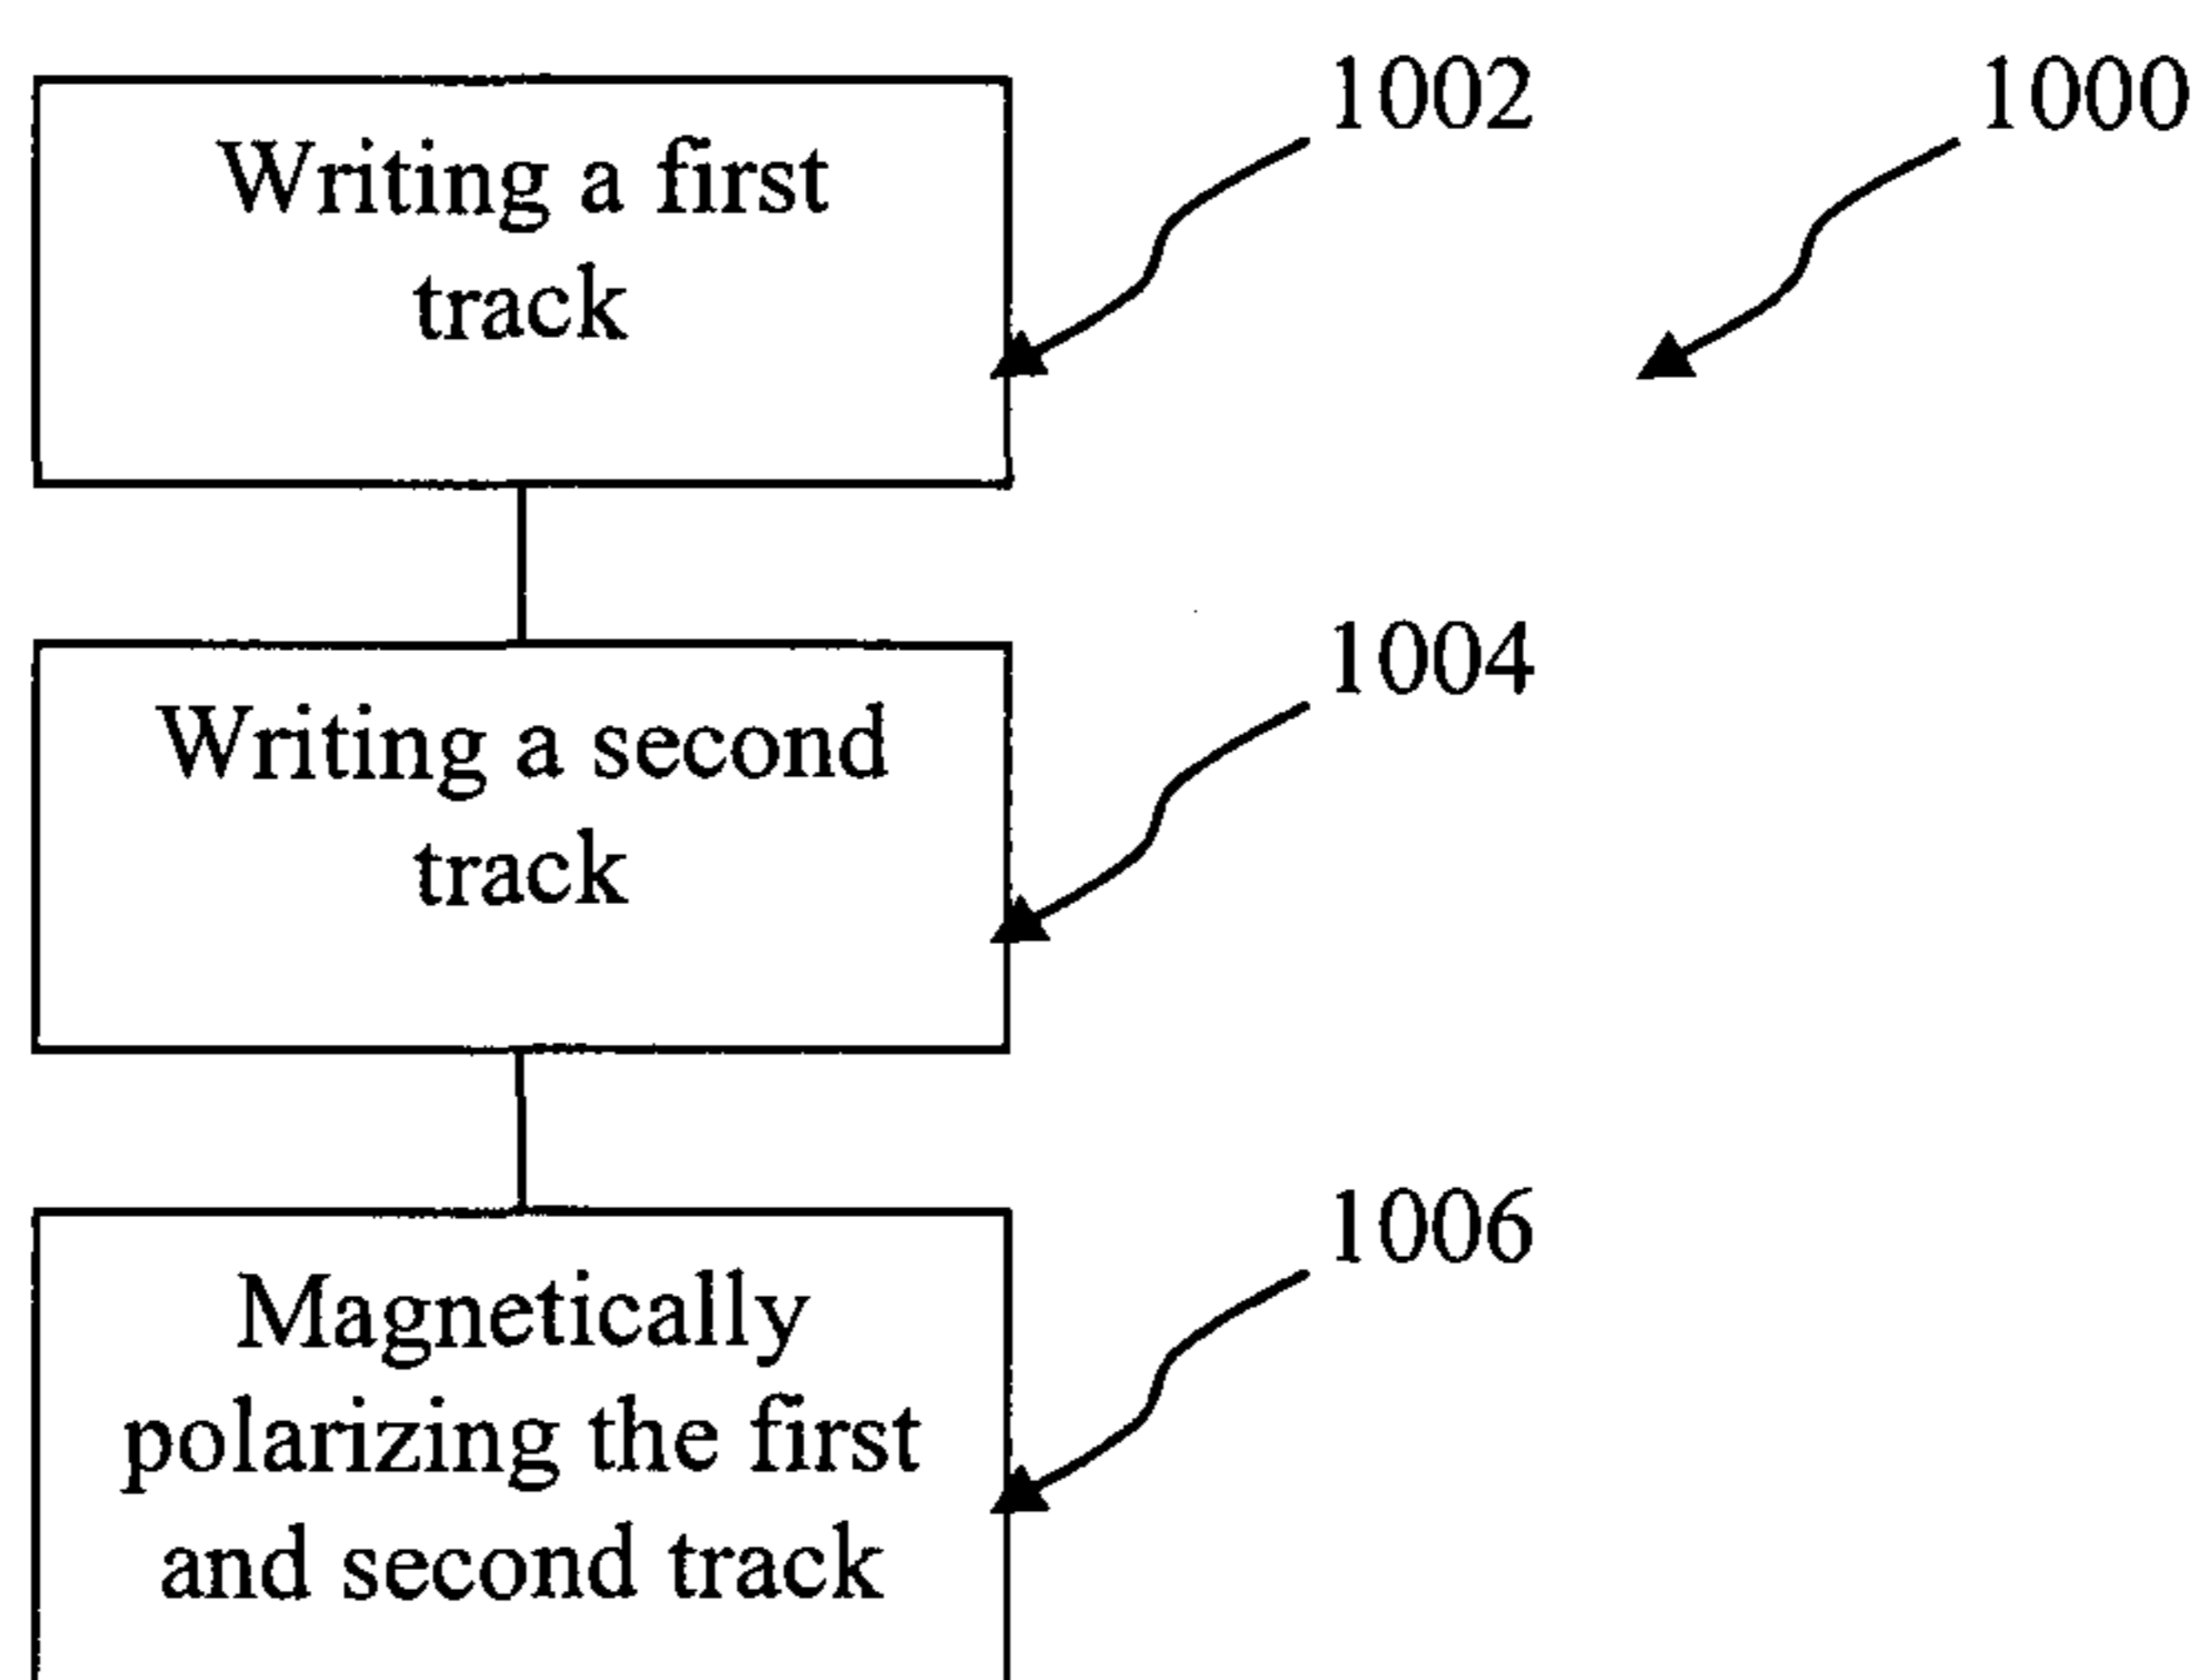 1002
1000
Writing a first
track
1004
Writing a second
track
1006
Magnetically
polarizing the first
and second track